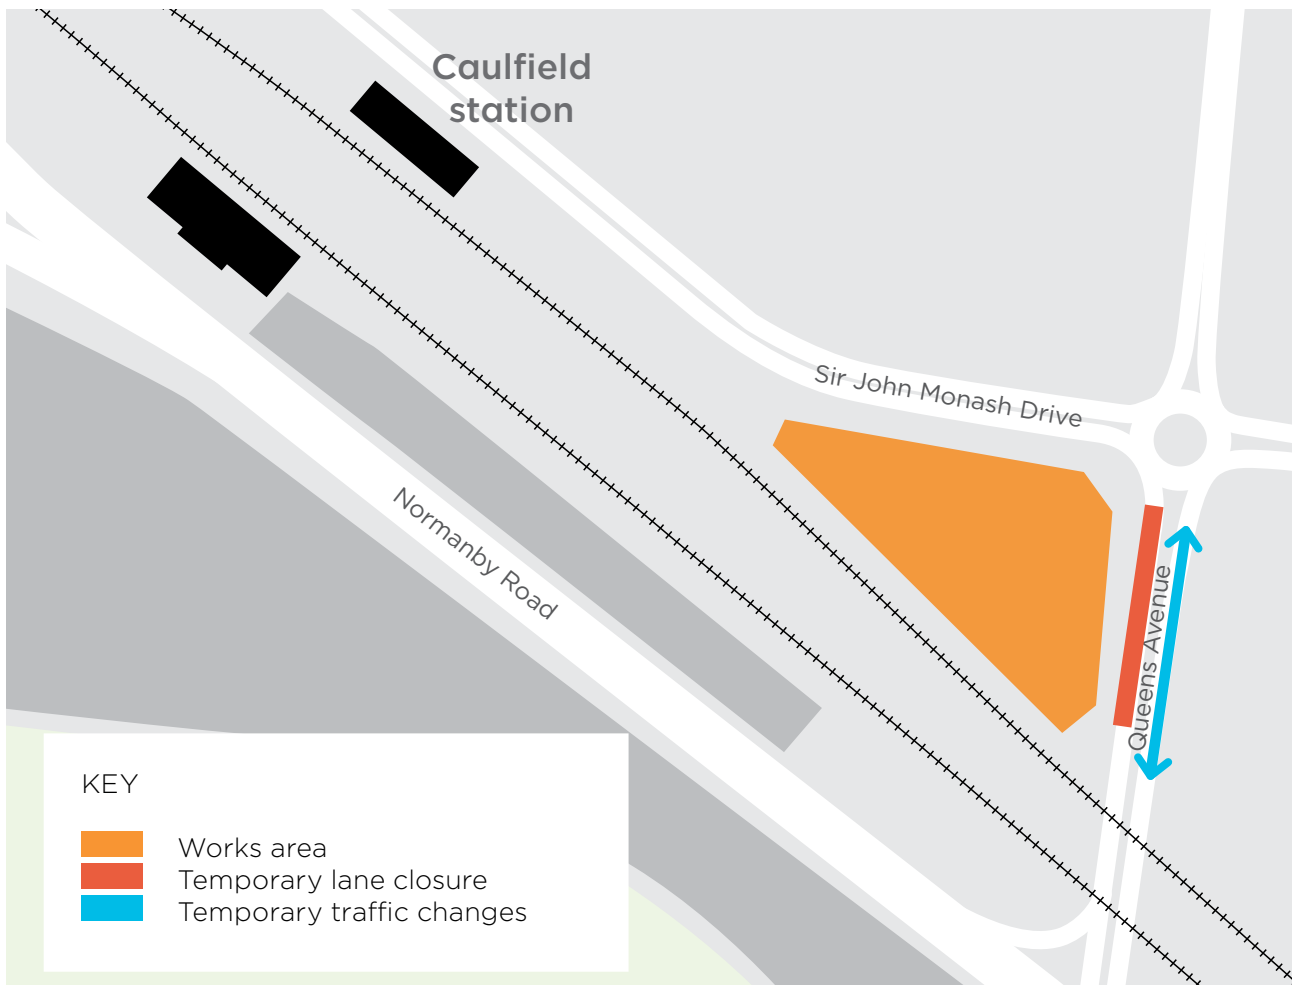 Caulfield
station
Sir John Monash Drive
Normanby Road
Queens Avenue
KEY
Works area
Temporary lane closure
Temporary traffic changes